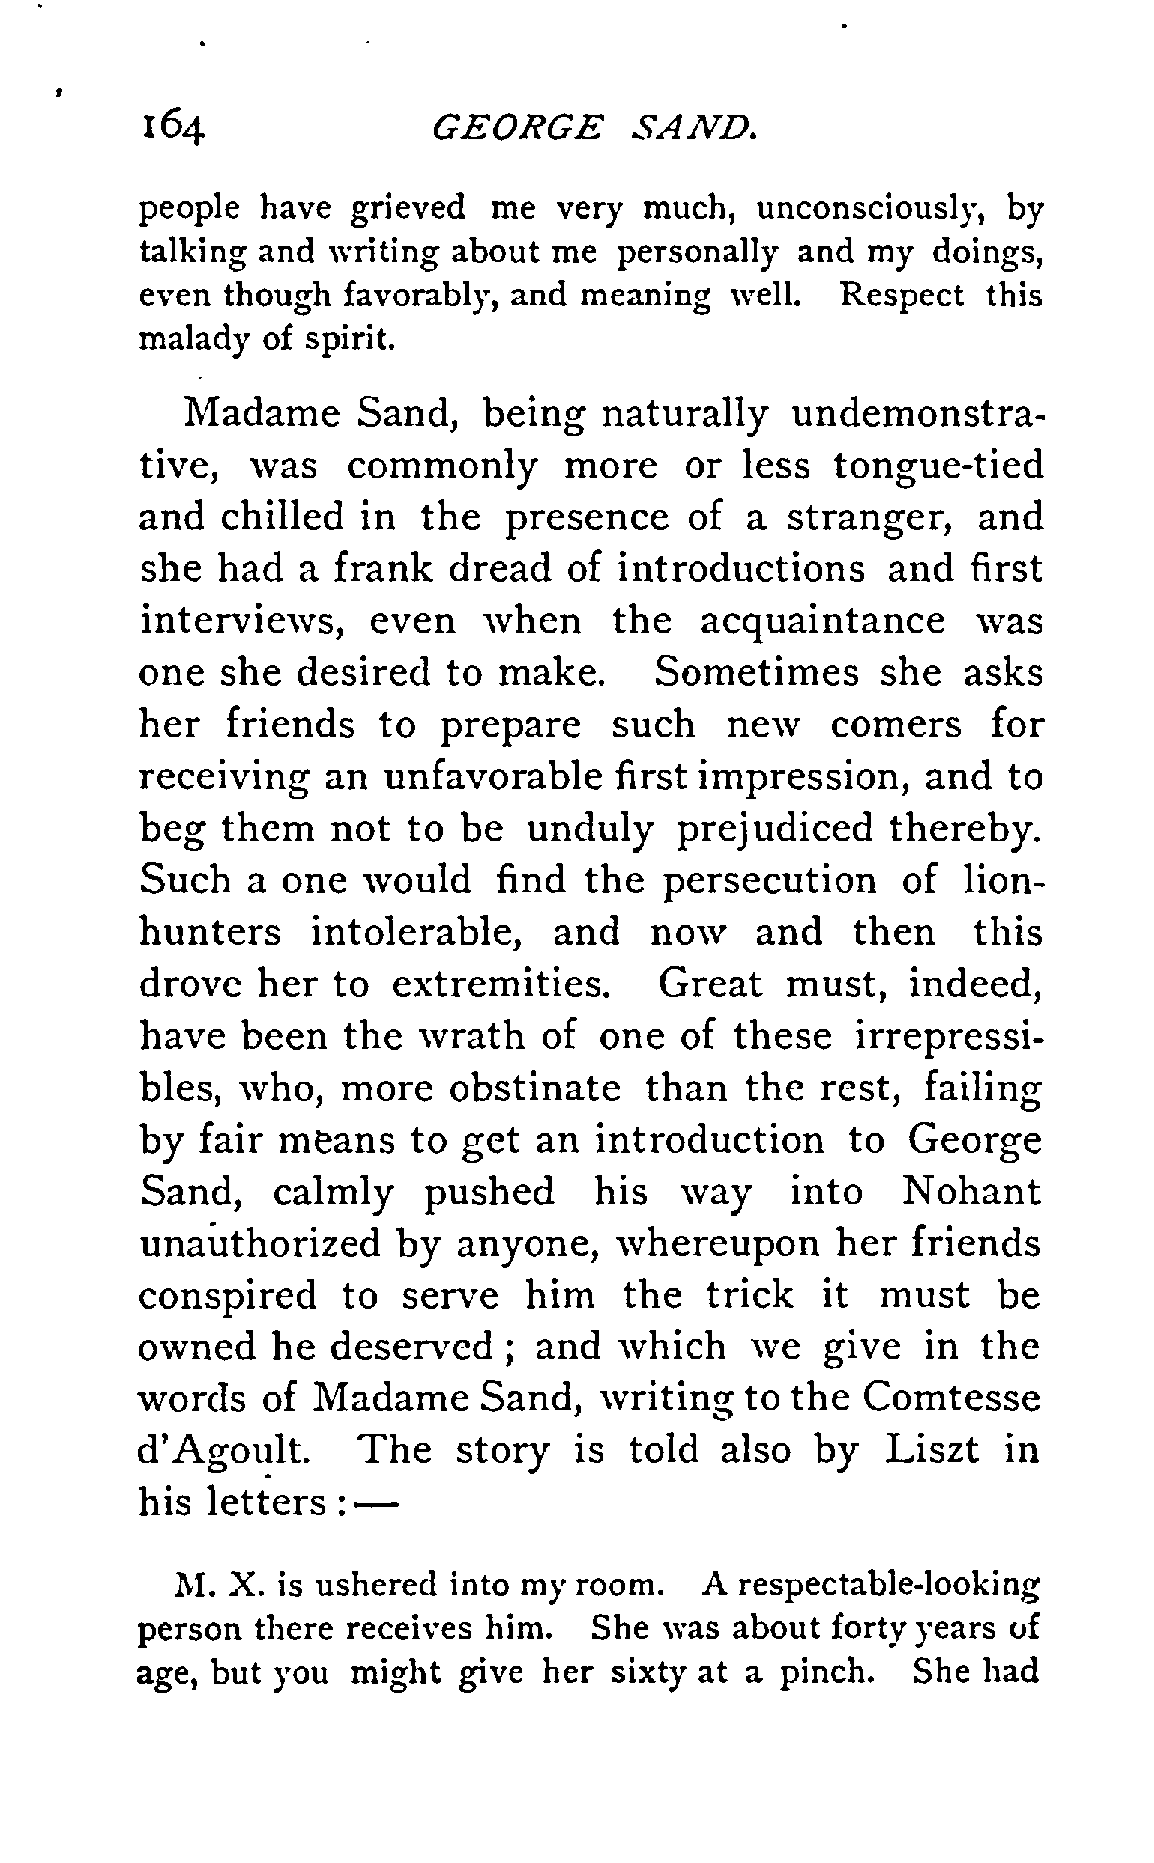 164 GEORGE SAND.
people have grieved me very much, unconsciously, by
talking and writing about me personally and my doings,
even though favorably, and meaning well. Respect this
malady of spirit.
Madame Sand, being naturally undemonstra-
tive, was commonly more or less tongue-tied
and chilled in the presence of a stranger, and
she had a frank dread of introductions and first
interviews, even when the acquaintance was
one she desired to make. Sometimes she asks
her friends to prepare such new comers for
receiving an unfavorable first impression, and to
beg them not to be unduly prejudiced thereby.
Such a one would find the persecution of lion-
hunters intolerable, and now and then this
drove her to extremities. Great must, indeed,
have been the wrath of one of these irrepressi-
bles, who, more obstinate than the rest, failing
by fair means to get an introduction to George
Sand, calmly pushed his way into Nohant
unauthorized by anyone, whereupon her friends
conspired to serve him the trick it must be
owned he deserved ; and which we give in the
words of Madame Sand, writing to the Comtesse
d'Agoult. The story is told also by Liszt in
his letters :—
M. X. is ushered into my room. A respectable-looking
person there receives him. She was about forty years of
age, but you might give her sixty at a pinch. She had